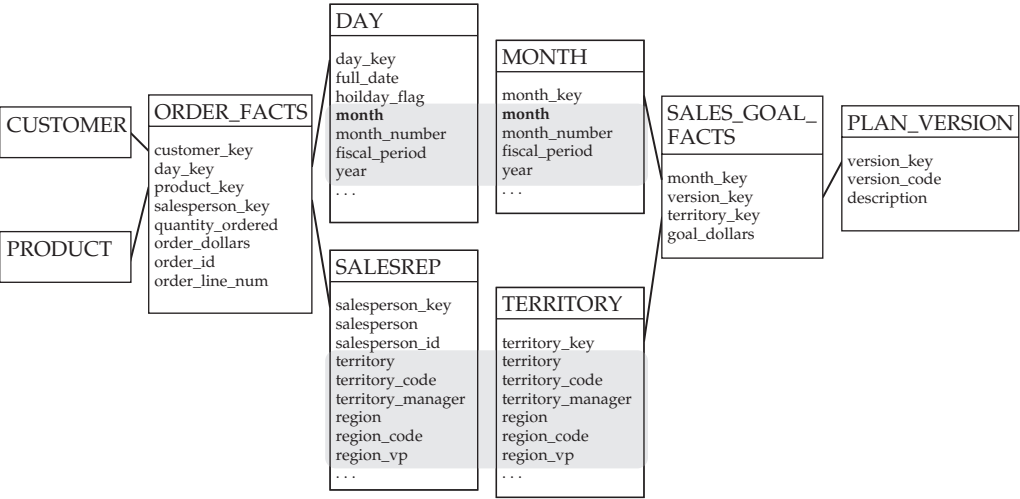 CUSTOMER
PRODUCT
ORDER_FACTS
customer_key
day_key
product_key
salesperson_key
quantity_ordered
order_dollars
order_id
order_line_num
DAY
day_key
full_date
hoilday_flag
month
month_number
fiscal_period
year
. . .
SALESREP
salesperson_key
salesperson
salesperson_id
territory
territory_code
territory_manager
region
region_code
region_vp
. . .
MONTH
month_key
month
month_number
fiscal_period
year
. . .
TERRITORY
territory_key
territory
territory_code
territory_manager
region
region_code
region_vp
. . .
SALES_GOAL_
FACTS
month_key
version_key
territory_key
goal_dollars
PLAN_VERSION
version_key
version_code
description